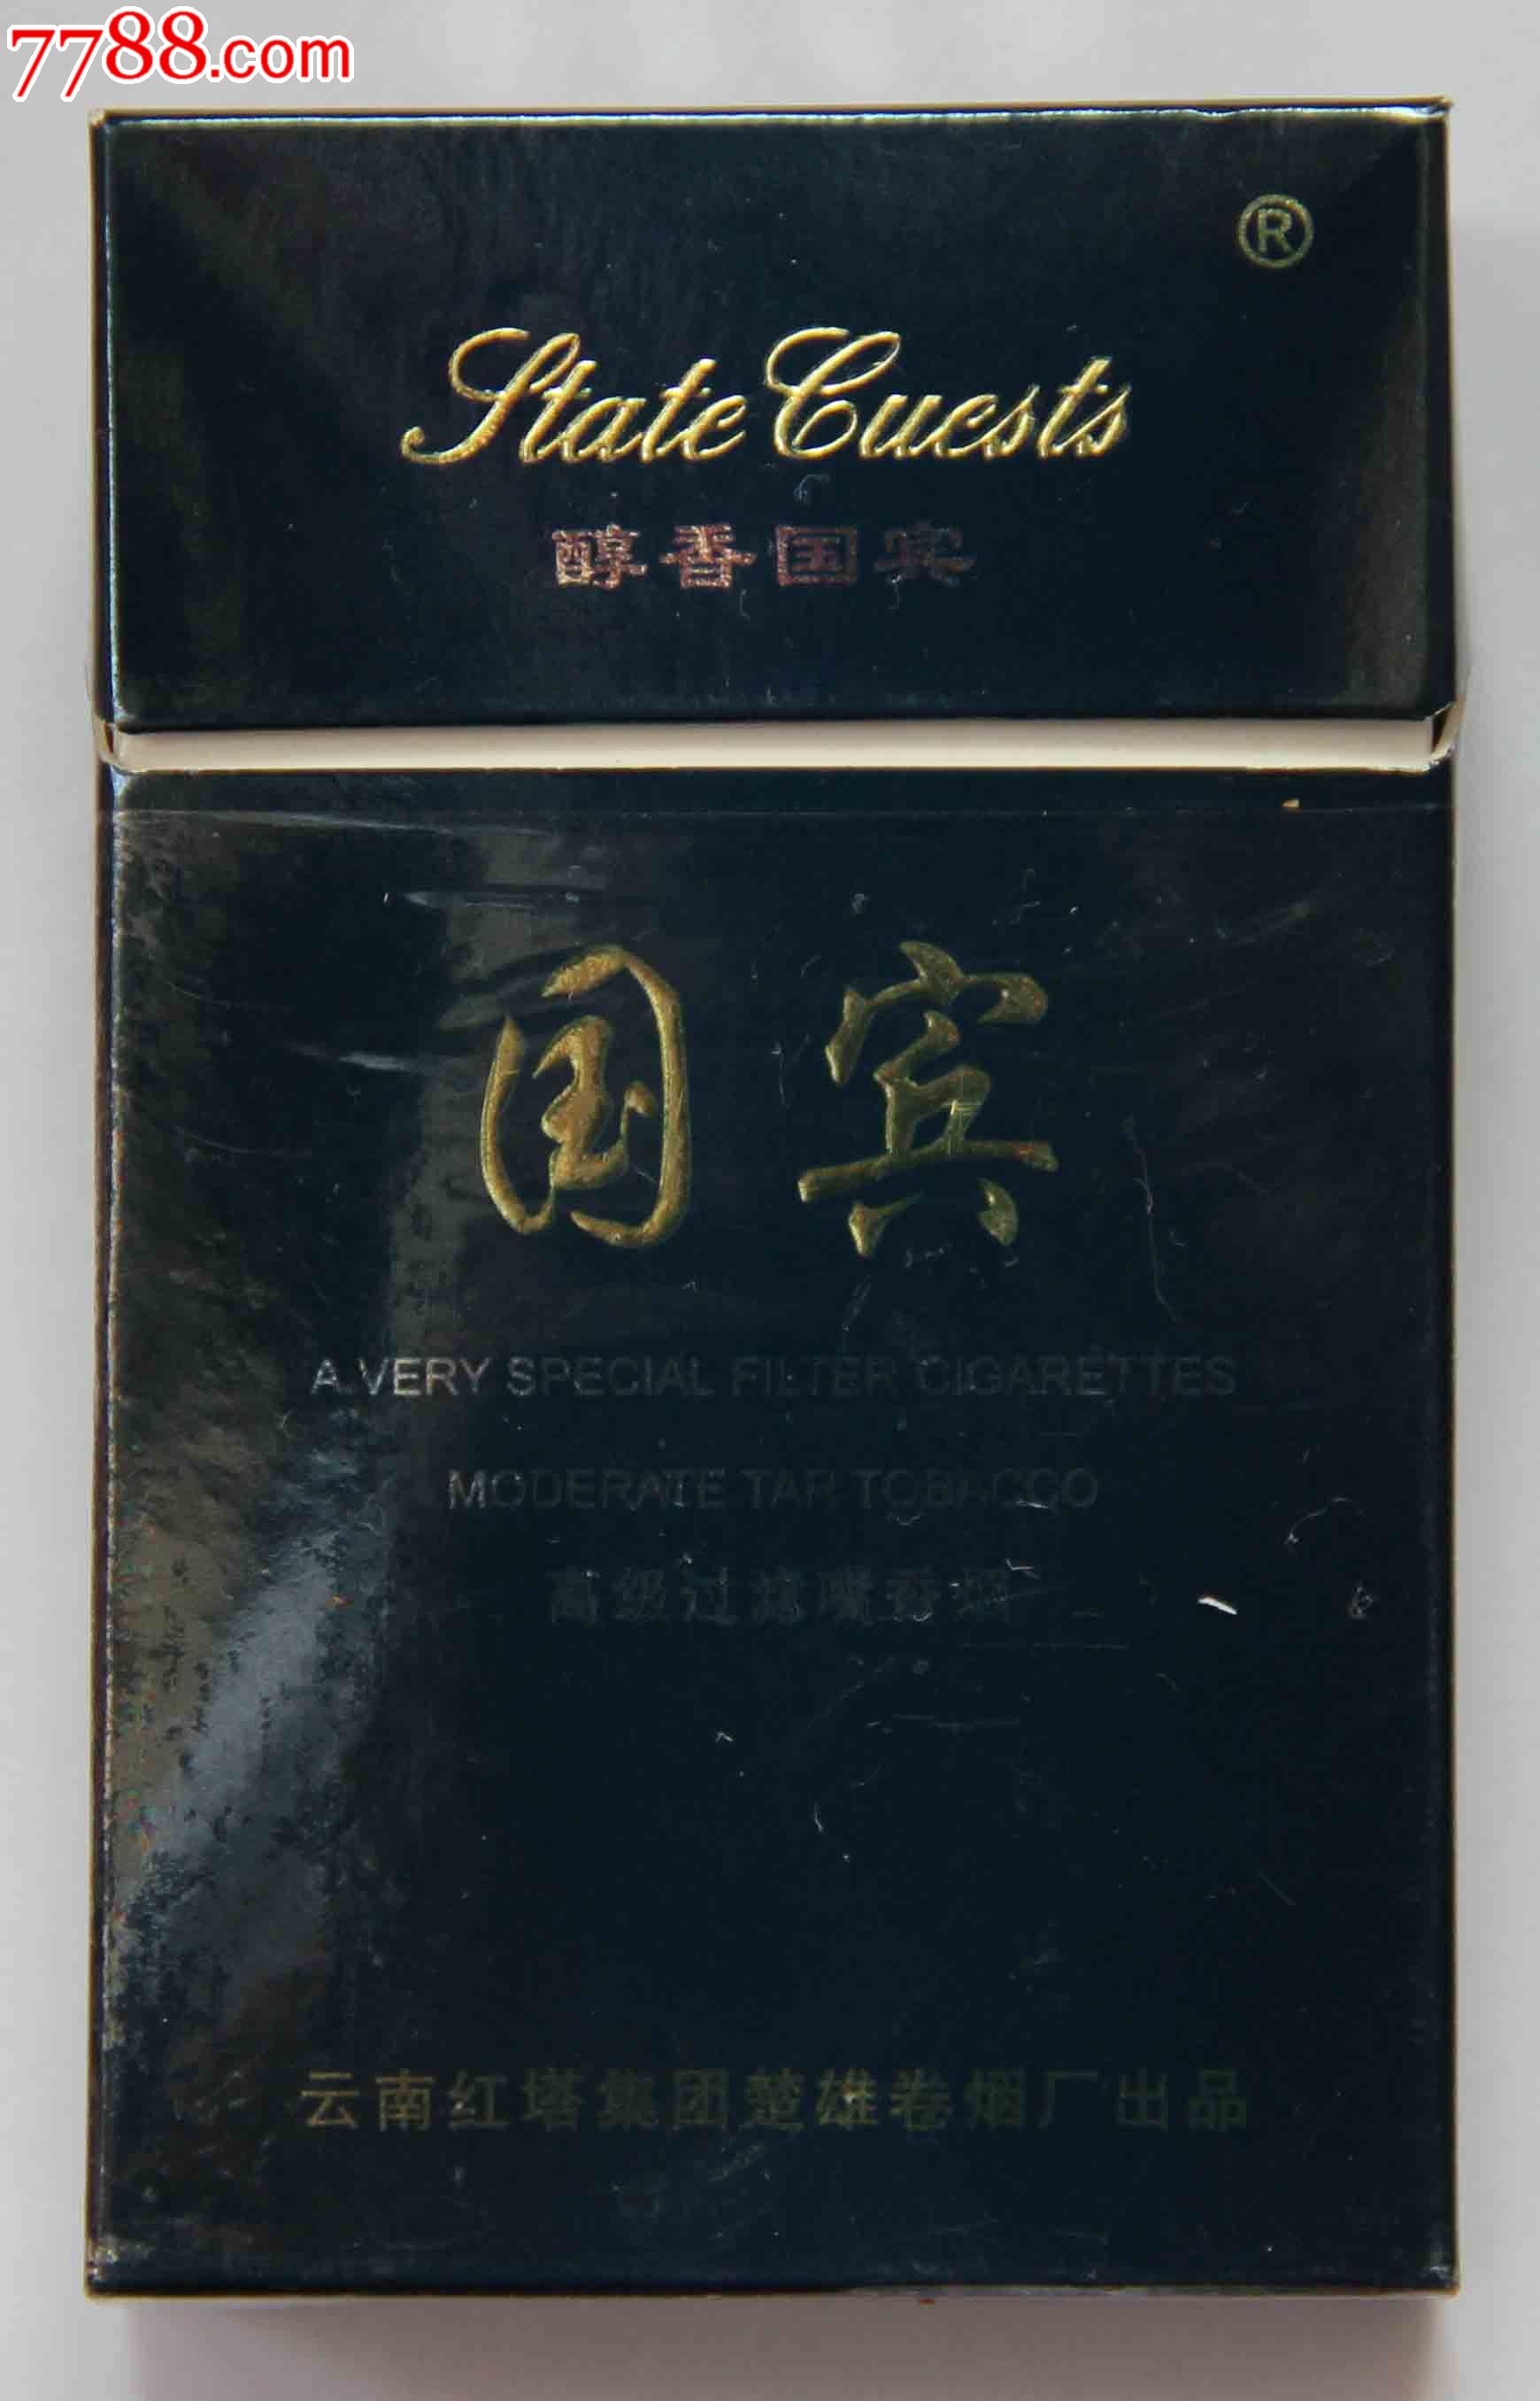 7788.com
®
State Cuests
醇香国宾
国宾
A VERY SPECIAL FILTER CIGARETTES
MODERATE TAR TOBACCO
高级过滤嘴香烟
云南红塔集团楚雄卷烟厂出品